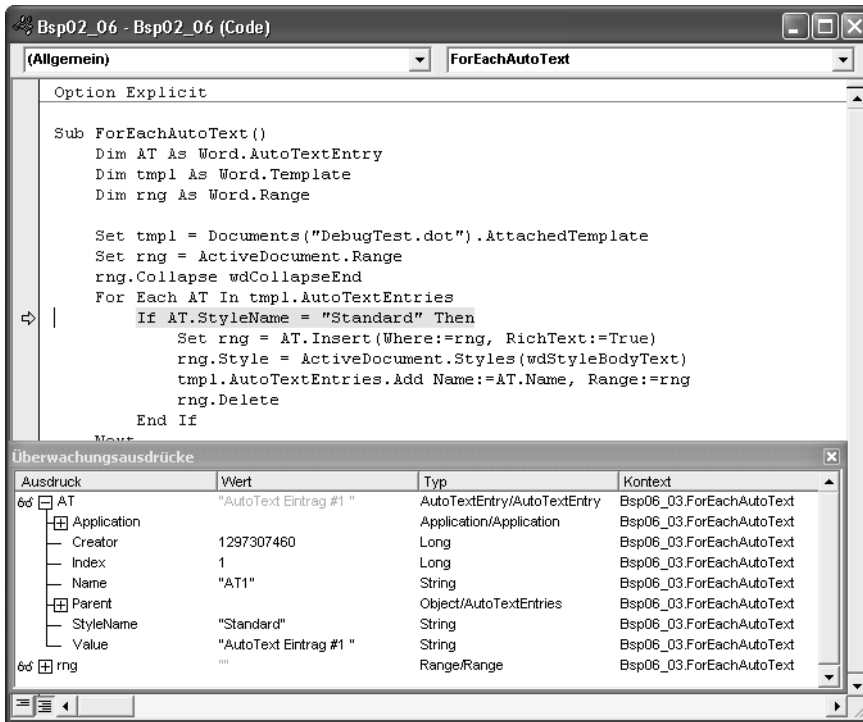 Bsp02_06 - Bsp02_06 (Code)
(Allgemein) ForEachAutoText
Option Explicit
Sub ForEachAutoText()
Dim AT As Word.AutoTextEntry
Dim tmpl As Word.Template
Dim rng As Word.Range
Set tmpl = Documents("DebugTest.dot").AttachedTemplate
Set rng = ActiveDocument.Range
rng.Collapse wdCollapseEnd
For Each AT In tmpl.AutoTextEntries
If AT.StyleName = "Standard" Then
Set rng = AT.Insert(Where:=rng, RichText:=True)
rng.Style = ActiveDocument.Styles(wdStyleBodyText)
tmpl.AutoTextEntries.Add Name:=AT.Name, Range:=rng
rng.Delete
End If
Next
Überwachungsausdrücke
Ausdruck Wert Typ Kontext
AT "AutoText Eintrag #1 " AutoTextEntry/AutoTextEntry Bsp06_03.ForEachAutoText
Application Application/Application Bsp06_03.ForEachAutoText
Creator 1297307460 Long Bsp06_03.ForEachAutoText
Index 1 Long Bsp06_03.ForEachAutoText
Name "AT1" String Bsp06_03.ForEachAutoText
Parent Object/AutoTextEntries Bsp06_03.ForEachAutoText
StyleName "Standard" String Bsp06_03.ForEachAutoText
Value "AutoText Eintrag #1 " String Bsp06_03.ForEachAutoText
rng "" Range/Range Bsp06_03.ForEachAutoText